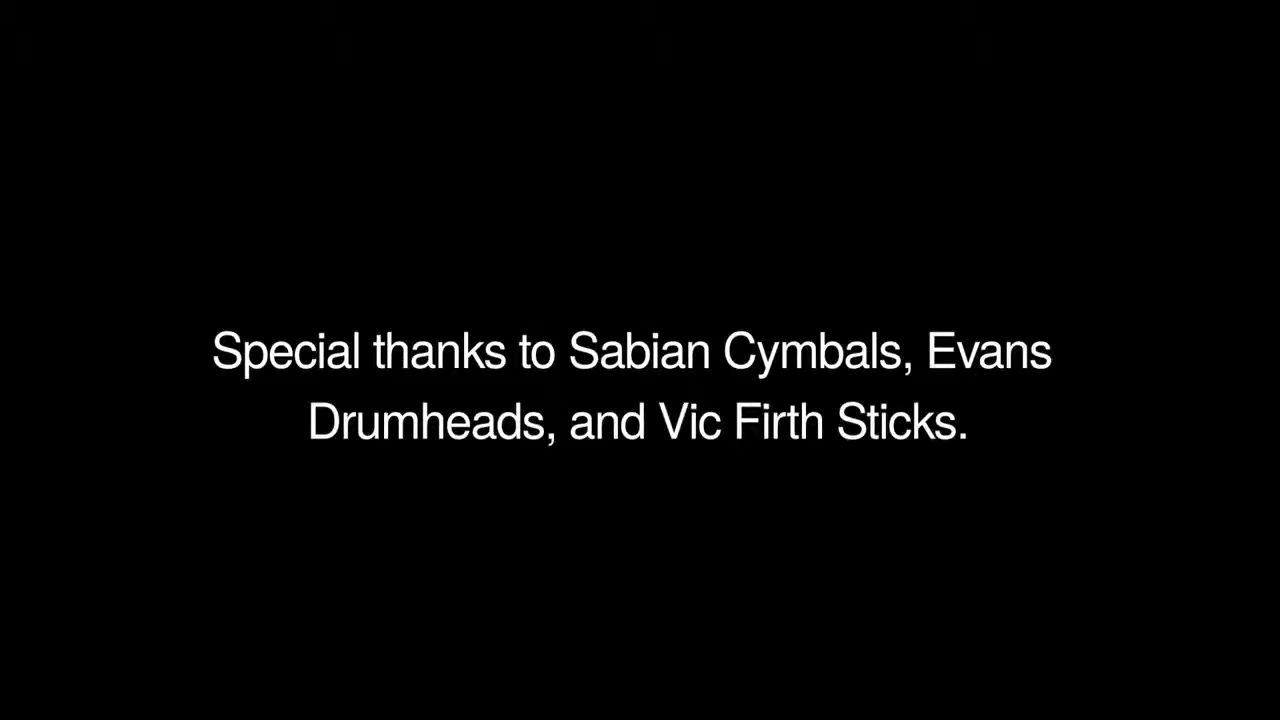 Special thanks to Sabian Cymbals, Evans
Drumheads, and Vic Firth Sticks.